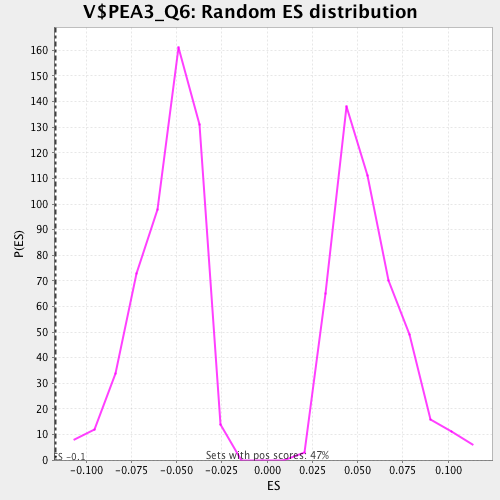 V$PEA3_Q6: Random ES distribution
P(ES)
160
150
140
130
120
110
100
90
80
70
60
50
40
30
20
10
0
ES −0.1
Sets with pos scores: 47%
−0.100 −0.075 −0.050 −0.025 0.000 0.025 0.050 0.075 0.100
ES